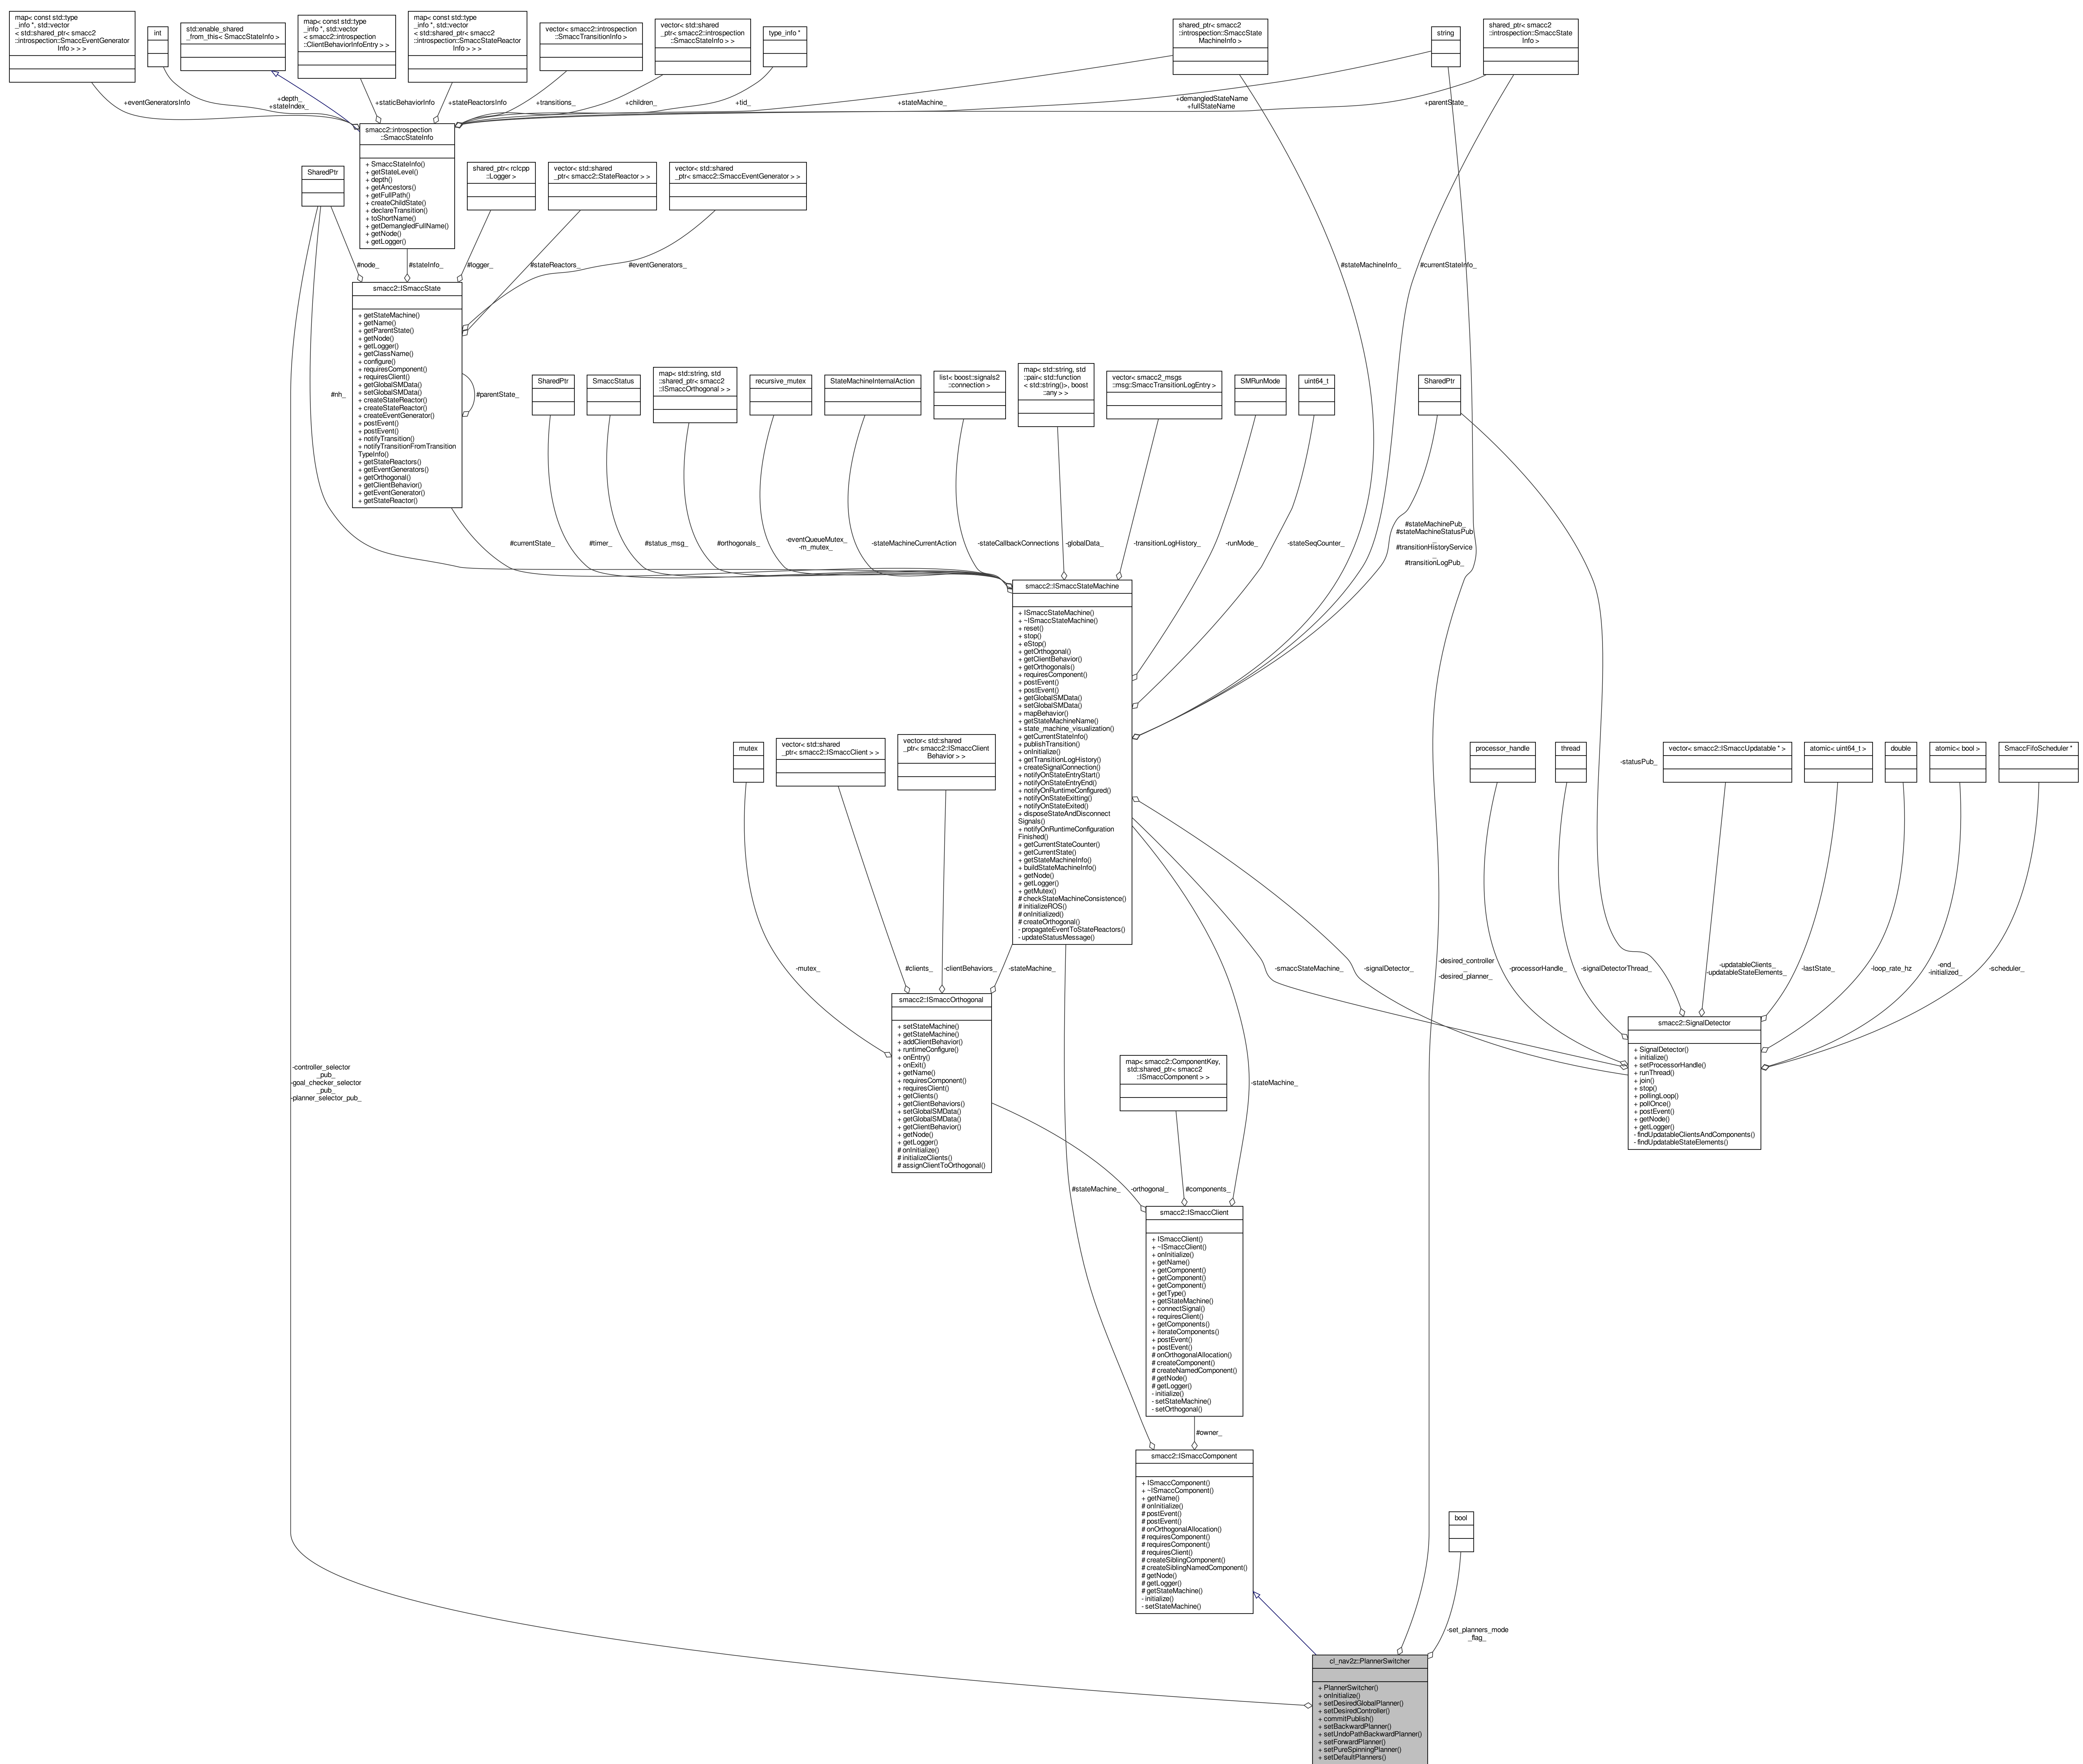 map< const std::type
_info *, std::vector
< std::shared_ptr< smacc2
::introspection::SmaccEventGenerator
Info > > >
int
std::enable_shared
_from_this< SmaccStateInfo >
map< const std::type
_info *, std::vector
< smacc2::introspection
::ClientBehaviorInfoEntry > >
map< const std::type
_info *, std::vector
< std::shared_ptr< smacc2
::introspection::SmaccStateReactor
Info > > >
vector< smacc2::introspection
::SmaccTransitionInfo >
vector< std::shared
_ptr< smacc2::introspection
::SmaccStateInfo > >
type_info *
shared_ptr< smacc2
::introspection::SmaccState
MachineInfo >
string
shared_ptr< smacc2
::introspection::SmaccState
Info >
+eventGeneratorsInfo
+depth_
+stateIndex_
+staticBehaviorInfo
+stateReactorsInfo
+transitions_
+children_
+tid_
+stateMachine_
+demangledStateName
+fullStateName
+parentState_
smacc2::introspection
::SmaccStateInfo
+ SmaccStateInfo()
+ getStateLevel()
+ depth()
+ getAncestors()
+ getFullPath()
+ createChildState()
+ declareTransition()
+ toShortName()
+ getDemangledFullName()
+ getNode()
+ getLogger()
SharedPtr
shared_ptr< rclcpp
::Logger >
vector< std::shared
_ptr< smacc2::StateReactor > >
vector< std::shared
_ptr< smacc2::SmaccEventGenerator > >
#node_
#stateInfo_
#logger_
#stateReactors_
#eventGenerators_
#stateMachineInfo_
#currentStateInfo_
smacc2::ISmaccState
+ getStateMachine()
+ getName()
+ getParentState()
+ getNode()
+ getLogger()
+ getClassName()
+ configure()
+ requiresComponent()
+ requiresClient()
+ getGlobalSMData()
+ setGlobalSMData()
+ createStateReactor()
+ createStateReactor()
+ createEventGenerator()
+ postEvent()
+ postEvent()
+ notifyTransition()
+ notifyTransitionFromTransition
TypeInfo()
+ getStateReactors()
+ getEventGenerators()
+ getOrthogonal()
+ getClientBehavior()
+ getEventGenerator()
+ getStateReactor()
#nh_
#parentState_
SharedPtr
SmaccStatus
map< std::string, std
::shared_ptr< smacc2
::ISmaccOrthogonal > >
recursive_mutex
StateMachineInternalAction
list< boost::signals2
::connection >
map< std::string, std
::pair< std::function
< std::string()>, boost
::any > >
vector< smacc2_msgs
::msg::SmaccTransitionLogEntry >
SMRunMode
uint64_t
SharedPtr
#currentState_
#timer_
#status_msg_
#orthogonals_
-eventQueueMutex_
-m_mutex_
-stateMachineCurrentAction
-stateCallbackConnections
-globalData_
-transitionLogHistory_
-runMode_
-stateSeqCounter_
#stateMachinePub_
#stateMachineStatusPub
_
#transitionHistoryService
_
#transitionLogPub_
smacc2::ISmaccStateMachine
+ ISmaccStateMachine()
+ ~ISmaccStateMachine()
+ reset()
+ stop()
+ eStop()
+ getOrthogonal()
+ getClientBehavior()
+ getOrthogonals()
+ requiresComponent()
+ postEvent()
+ postEvent()
+ getGlobalSMData()
+ setGlobalSMData()
+ mapBehavior()
+ getStateMachineName()
+ state_machine_visualization()
+ getCurrentStateInfo()
+ publishTransition()
+ onInitialize()
+ getTransitionLogHistory()
+ createSignalConnection()
+ notifyOnStateEntryStart()
+ notifyOnStateEntryEnd()
+ notifyOnRuntimeConfigured()
+ notifyOnStateExitting()
+ notifyOnStateExited()
+ disposeStateAndDisconnect
Signals()
+ notifyOnRuntimeConfiguration
Finished()
+ getCurrentStateCounter()
+ getCurrentState()
+ getStateMachineInfo()
+ buildStateMachineInfo()
+ getNode()
+ getLogger()
+ getMutex()
# checkStateMachineConsistence()
# initializeROS()
# onInitialized()
# createOrthogonal()
- propagateEventToStateReactors()
- updateStatusMessage()
mutex
vector< std::shared
_ptr< smacc2::ISmaccClient > >
vector< std::shared
_ptr< smacc2::ISmaccClient
Behavior > >
processor_handle
thread
-statusPub_
vector< smacc2::ISmaccUpdatable * >
atomic< uint64_t >
double
atomic< bool >
SmaccFifoScheduler *
-mutex_
#clients_
-clientBehaviors_
-stateMachine_
-smaccStateMachine_
-signalDetector_
-desired_controller
_
-desired_planner_
-processorHandle_
-signalDetectorThread_
-updatableClients_
-updatableStateElements_
-lastState_
-loop_rate_hz
-end_
-initialized_
-scheduler_
smacc2::ISmaccOrthogonal
+ setStateMachine()
+ getStateMachine()
+ addClientBehavior()
+ runtimeConfigure()
+ onEntry()
+ onExit()
+ getName()
+ requiresComponent()
+ requiresClient()
+ getClients()
+ getClientBehaviors()
+ setGlobalSMData()
+ getGlobalSMData()
+ getClientBehavior()
+ getNode()
+ getLogger()
# onInitialize()
# initializeClients()
# assignClientToOrthogonal()
smacc2::SignalDetector
+ SignalDetector()
+ initialize()
+ setProcessorHandle()
+ runThread()
+ join()
+ stop()
+ pollingLoop()
+ pollOnce()
+ postEvent()
+ getNode()
+ getLogger()
- findUpdatableClientsAndComponents()
- findUpdatableStateElements()
-controller_selector
_pub_
-goal_checker_selector
_pub_
-planner_selector_pub_
map< smacc2::ComponentKey,
std::shared_ptr< smacc2
::ISmaccComponent > >
-stateMachine_
#stateMachine_
-orthogonal_
#components_
smacc2::ISmaccClient
+ ISmaccClient()
+ ~ISmaccClient()
+ onInitialize()
+ getName()
+ getComponent()
+ getComponent()
+ getComponent()
+ getType()
+ getStateMachine()
+ connectSignal()
+ requiresClient()
+ getComponents()
+ iterateComponents()
+ postEvent()
+ postEvent()
# onOrthogonalAllocation()
# createComponent()
# createNamedComponent()
# getNode()
# getLogger()
- initialize()
- setStateMachine()
- setOrthogonal()
#owner_
smacc2::ISmaccComponent
+ ISmaccComponent()
+ ~ISmaccComponent()
+ getName()
# onInitialize()
# postEvent()
# postEvent()
# onOrthogonalAllocation()
# requiresComponent()
# requiresComponent()
# requiresClient()
# createSiblingComponent()
# createSiblingNamedComponent()
# getNode()
# getLogger()
# getStateMachine()
- initialize()
- setStateMachine()
bool
-set_planners_mode
_flag_
cl_nav2z::PlannerSwitcher
+ PlannerSwitcher()
+ onInitialize()
+ setDesiredGlobalPlanner()
+ setDesiredController()
+ commitPublish()
+ setBackwardPlanner()
+ setUndoPathBackwardPlanner()
+ setForwardPlanner()
+ setPureSpinningPlanner()
+ setDefaultPlanners()